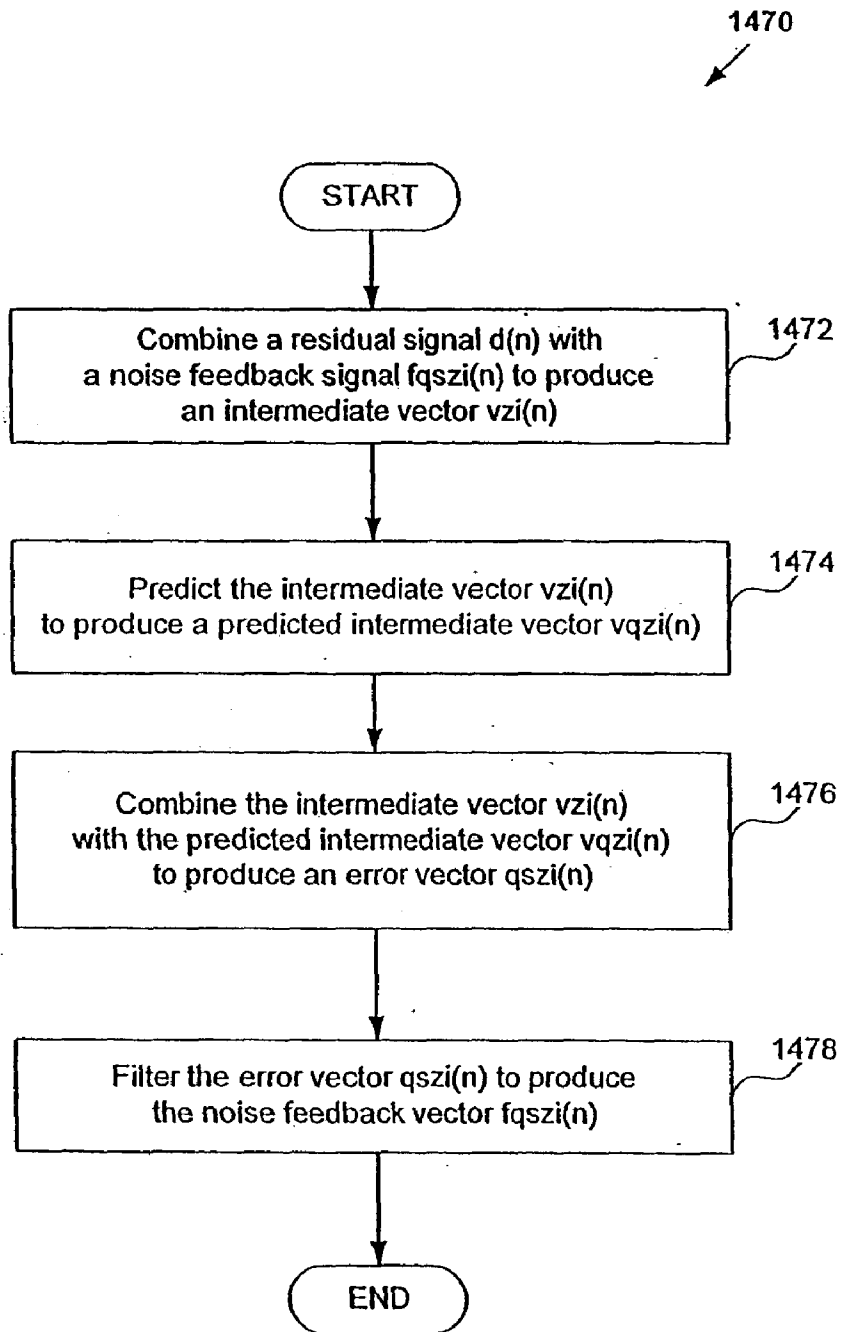 1470
START
Combine a residual signal d(n) with
a noise feedback signal fqszi(n) to produce
an intermediate vector vzi(n)
1472
Predict the intermediate vector vzi(n)
to produce a predicted intermediate vector vqzi(n)
1474
Combine the intermediate vector vzi(n)
with the predicted intermediate vector vqzi(n)
to produce an error vector qszi(n)
1476
Filter the error vector qszi(n) to produce
the noise feedback vector fqszi(n)
1478
END